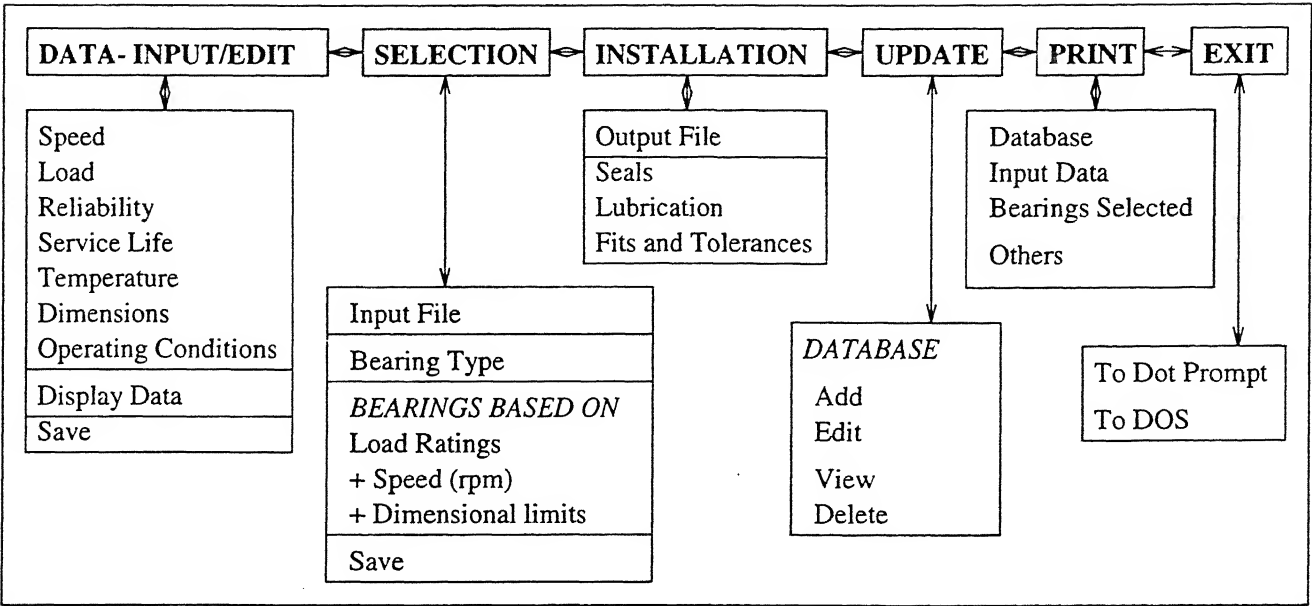 DATA- INPUT/EDIT
SELECTION
INSTALLATION
UPDATE
PRINT
EXIT
Speed
Load
Reliability
Service Life
Temperature
Dimensions
Operating Conditions
Display Data
Save
Input File
Bearing Type
BEARINGS BASED ON
Load Ratings
+ Speed (rpm)
+ Dimensional limits
Save
Output File
Seals
Lubrication
Fits and Tolerances
DATABASE
Add
Edit
View
Delete
Database
Input Data
Bearings Selected
Others
To Dot Prompt
To DOS